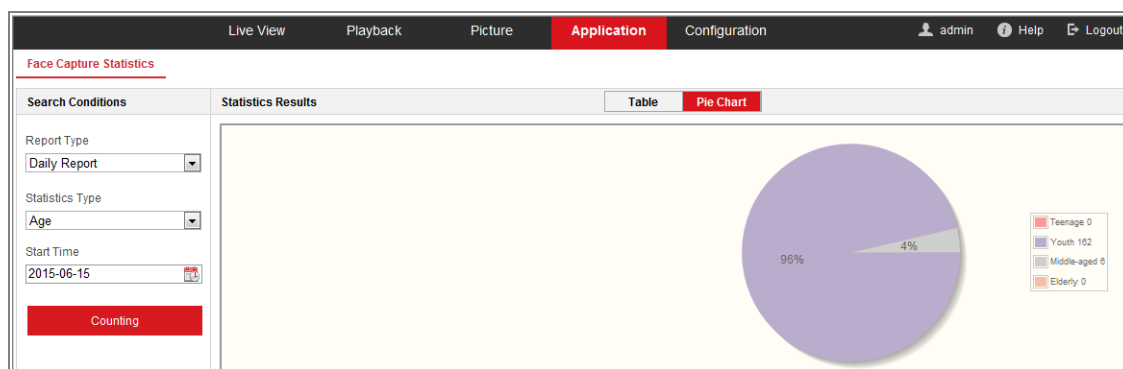 Live View Playback Picture Application Configuration admin Help Logout
Face Capture Statistics
Search Conditions
Statistics Results
Table Pie Chart
Report Type
Daily Report
Statistics Type
Age
Start Time
2015-06-15
Counting
96%
4%
Teenage 0
Youth 162
Middle-aged 6
Elderly 0